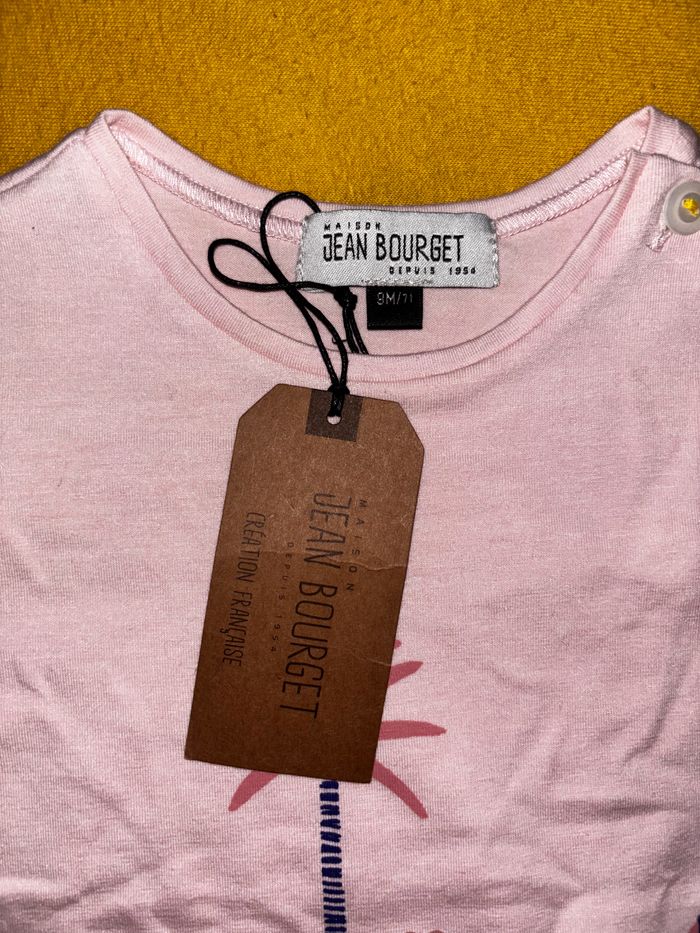 MAISON
JEAN BOURGET
DEPUIS 1954
9M/71
MAISON
JEAN BOURGET
DEPUIS 1954
CRÉATION FRANÇAISE